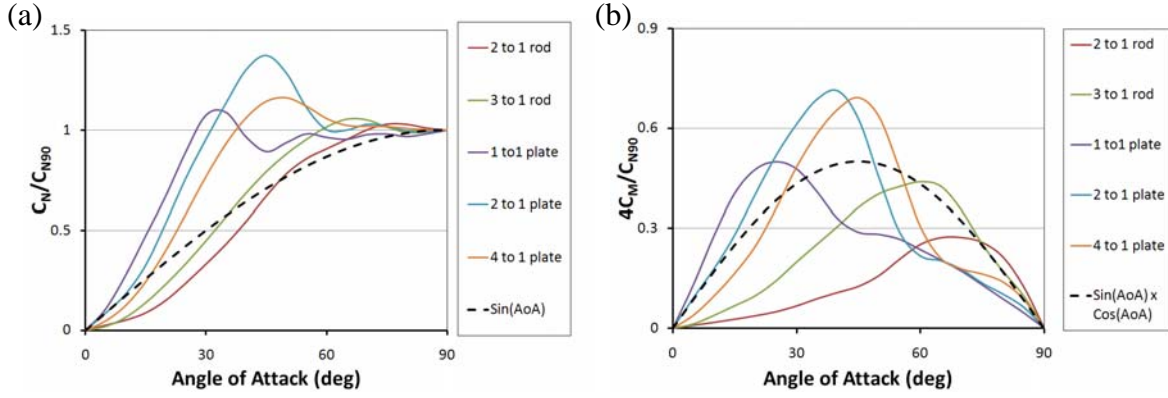 (a)
1.5
1
0.5
0
C_N/C_N90
0
30
60
90
Angle of Attack (deg)
2 to 1 rod
3 to 1 rod
1 to1 plate
2 to 1 plate
4 to 1 plate
Sin(AoA)
(b)
0.9
0.6
0.3
0
4C_M/C_N90
0
30
60
90
Angle of Attack (deg)
2 to 1 rod
3 to 1 rod
1 to1 plate
2 to 1 plate
4 to 1 plate
Sin(AoA) x
Cos(AoA)